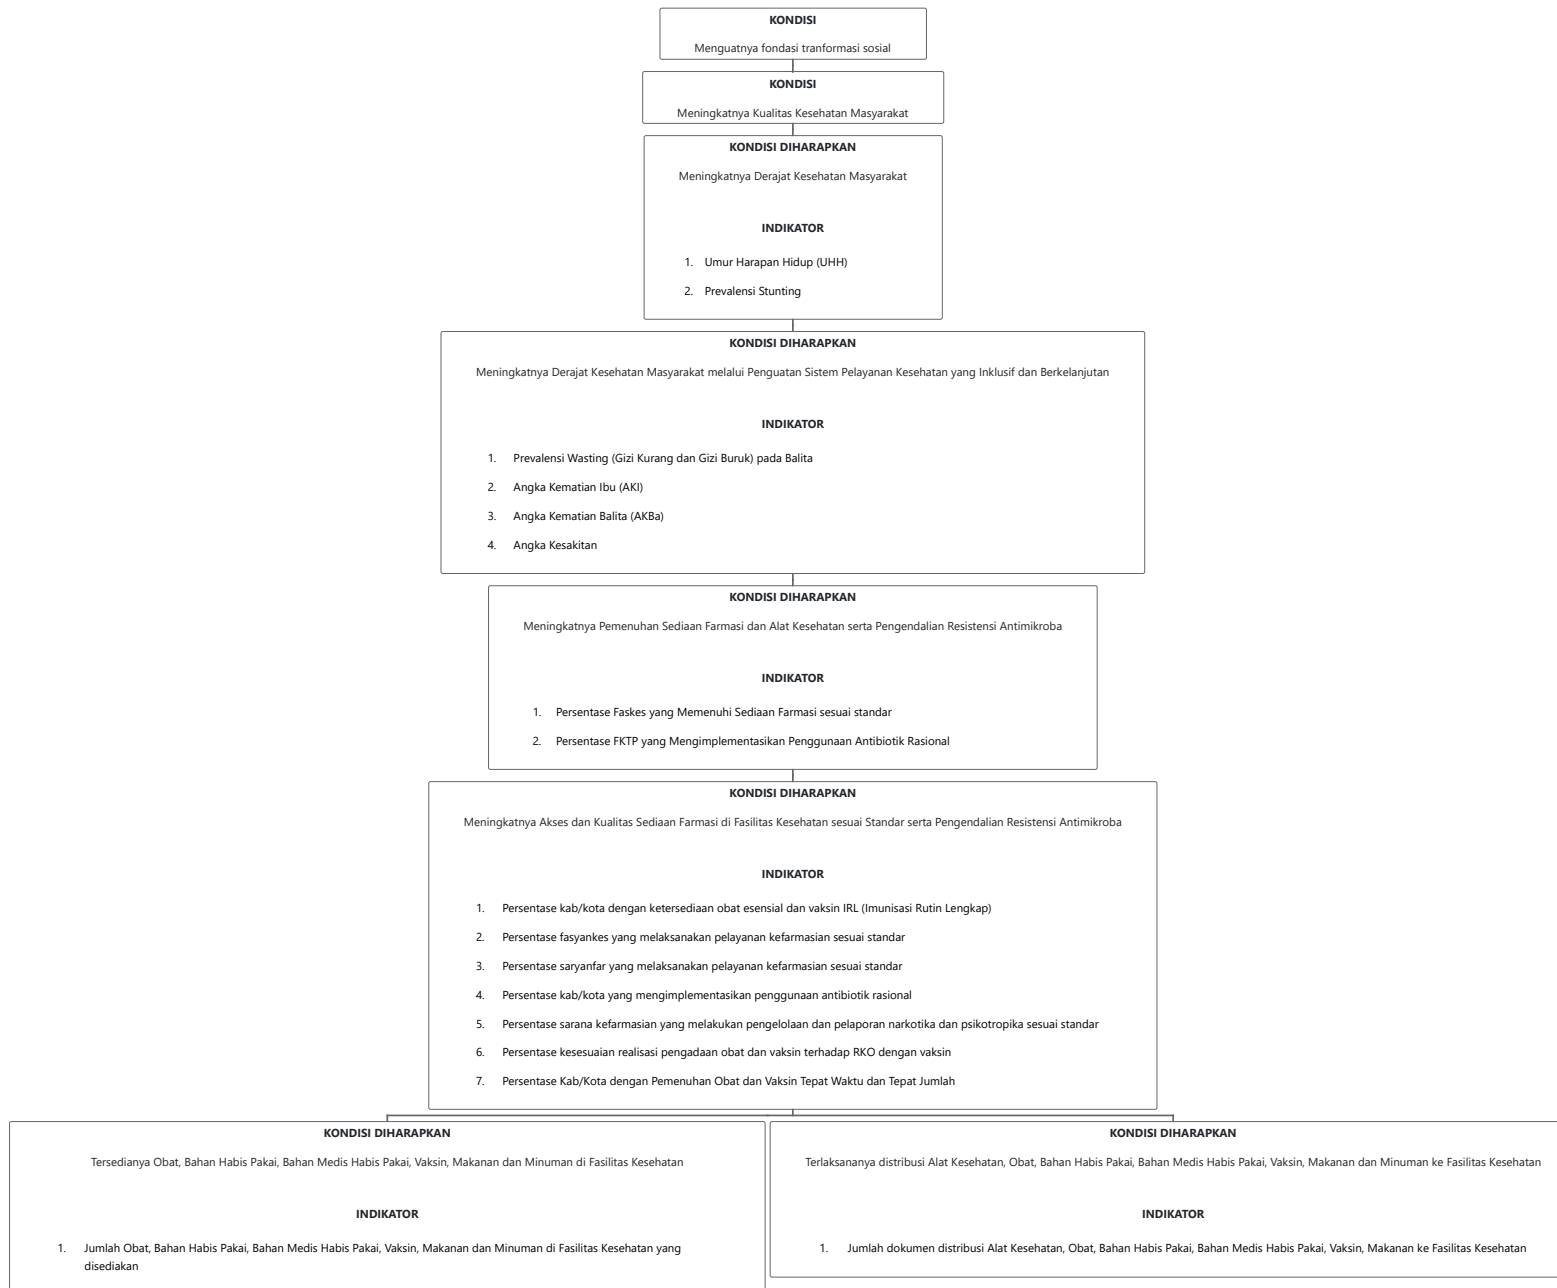 KONDISI
Menguatnya fondasi tranformasi sosial
KONDISI
Meningkatnya Kualitas Kesehatan Masyarakat
KONDISI DIHARAPKAN
Meningkatnya Derajat Kesehatan Masyarakat
INDIKATOR
1. Umur Harapan Hidup (UHH)
2. Prevalensi Stunting
KONDISI DIHARAPKAN
Meningkatnya Derajat Kesehatan Masyarakat melalui Penguatan Sistem Pelayanan Kesehatan yang Inklusif dan Berkelanjutan
INDIKATOR
1. Prevalensi Wasting (Gizi Kurang dan Gizi Buruk) pada Balita
2. Angka Kematian Ibu (AKI)
3. Angka Kematian Balita (AKBa)
4. Angka Kesakitan
KONDISI DIHARAPKAN
Meningkatnya Pemenuhan Sediaan Farmasi dan Alat Kesehatan serta Pengendalian Resistensi Antimikroba
INDIKATOR
1. Persentase Faskes yang Memenuhi Sediaan Farmasi sesuai standar
2. Persentase FKTP yang Mengimplementasikan Penggunaan Antibiotik Rasional
KONDISI DIHARAPKAN
Meningkatnya Akses dan Kualitas Sediaan Farmasi di Fasilitas Kesehatan sesuai Standar serta Pengendalian Resistensi Antimikroba
INDIKATOR
1. Persentase kab/kota dengan ketersediaan obat esensial dan vaksin IRL (Imunisasi Rutin Lengkap)
2. Persentase fasyankes yang melaksanakan pelayanan kefarmasian sesuai standar
3. Persentase saryanfar yang melaksanakan pelayanan kefarmasian sesuai standar
4. Persentase kab/kota yang mengimplementasikan penggunaan antibiotik rasional
5. Persentase sarana kefarmasian yang melakukan pengelolaan dan pelaporan narkotika dan psikotropika sesuai standar
6. Persentase kesesuaian realisasi pengadaan obat dan vaksin terhadap RKO dengan vaksin
7. Persentase Kab/Kota dengan Pemenuhan Obat dan Vaksin Tepat Waktu dan Tepat Jumlah
KONDISI DIHARAPKAN
Tersedianya Obat, Bahan Habis Pakai, Bahan Medis Habis Pakai, Vaksin, Makanan dan Minuman di Fasilitas Kesehatan
INDIKATOR
1. Jumlah Obat, Bahan Habis Pakai, Bahan Medis Habis Pakai, Vaksin, Makanan dan Minuman di Fasilitas Kesehatan yang
disediakan
KONDISI DIHARAPKAN
Terlaksananya distribusi Alat Kesehatan, Obat, Bahan Habis Pakai, Bahan Medis Habis Pakai, Vaksin, Makanan dan Minuman ke Fasilitas Kesehatan
INDIKATOR
1. Jumlah dokumen distribusi Alat Kesehatan, Obat, Bahan Habis Pakai, Bahan Medis Habis Pakai, Vaksin, Makanan ke Fasilitas Kesehatan